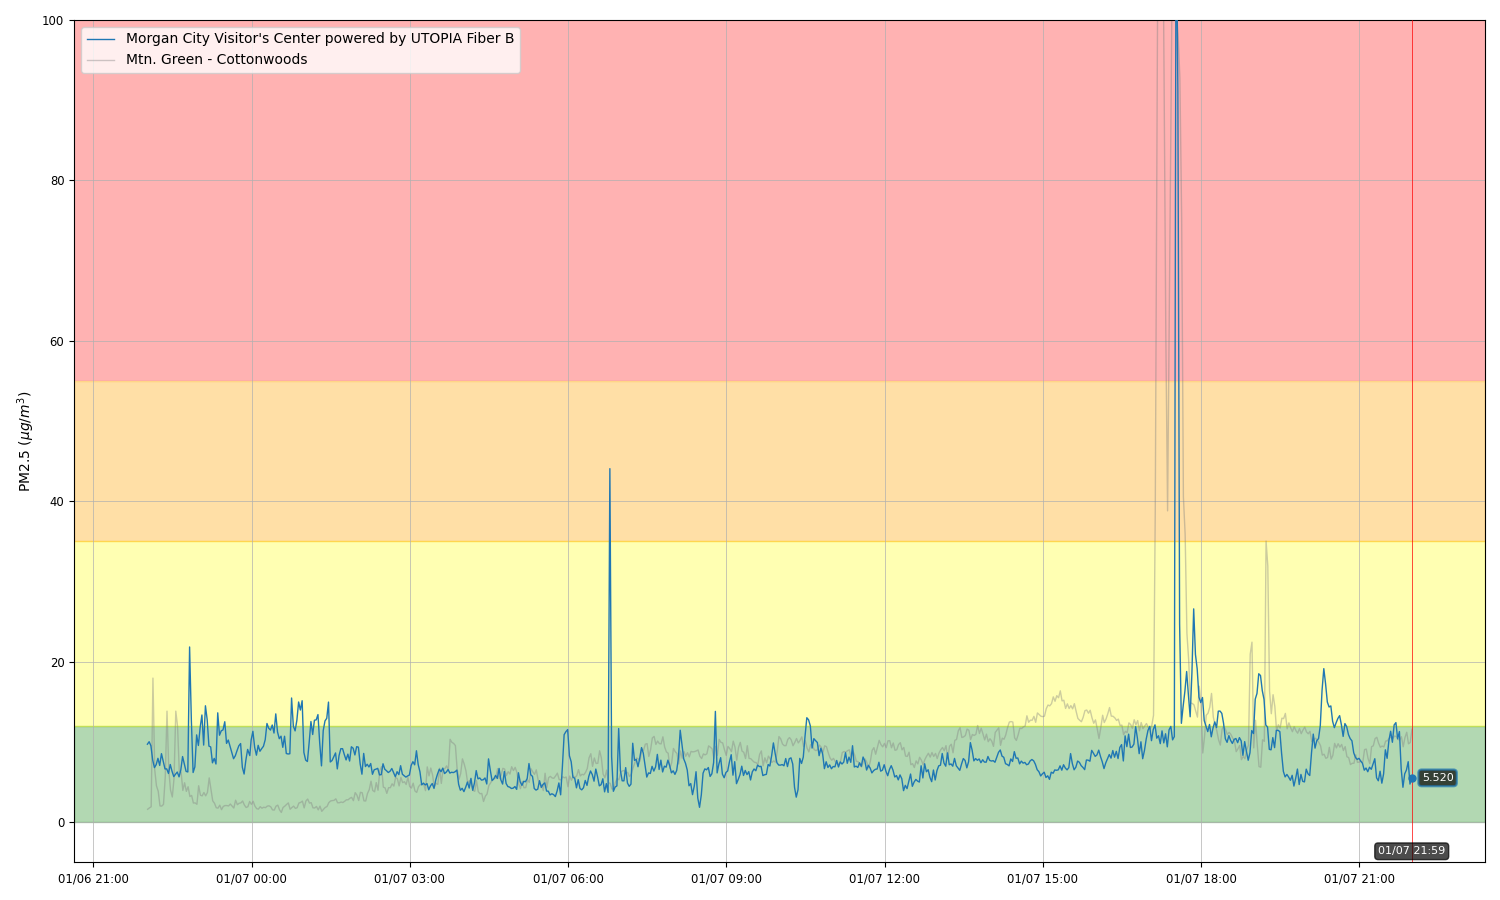 100
Morgan City Visitor's Center powered by UTOPIA Fiber B
Mtn. Green - Cottonwoods
80
60
PM2.5 (μg/m³)
40
20
5.520
0
01/07 21:59
01/06 21:00 01/07 00:00 01/07 03:00 01/07 06:00 01/07 09:00 01/07 12:00 01/07 15:00 01/07 18:00 01/07 21:00